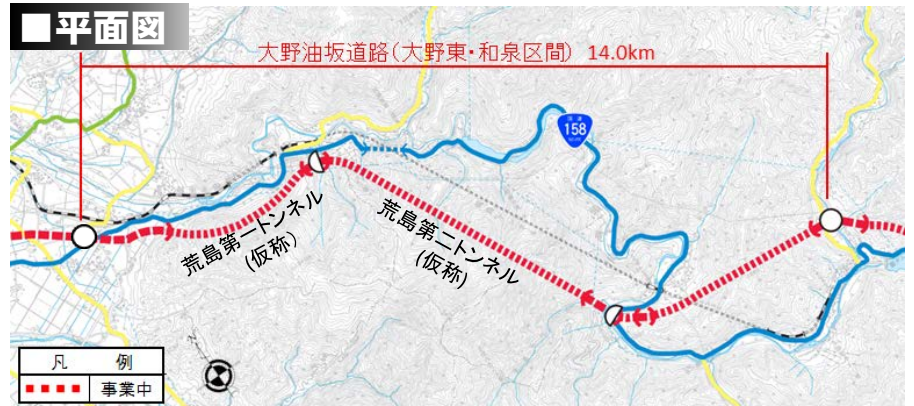 ■平面図
大野油坂道路(大野東・和泉区間) 14.0km
158
荒島第一トンネル
(仮称)
荒島第二トンネル
(仮称)
凡 例
事業中